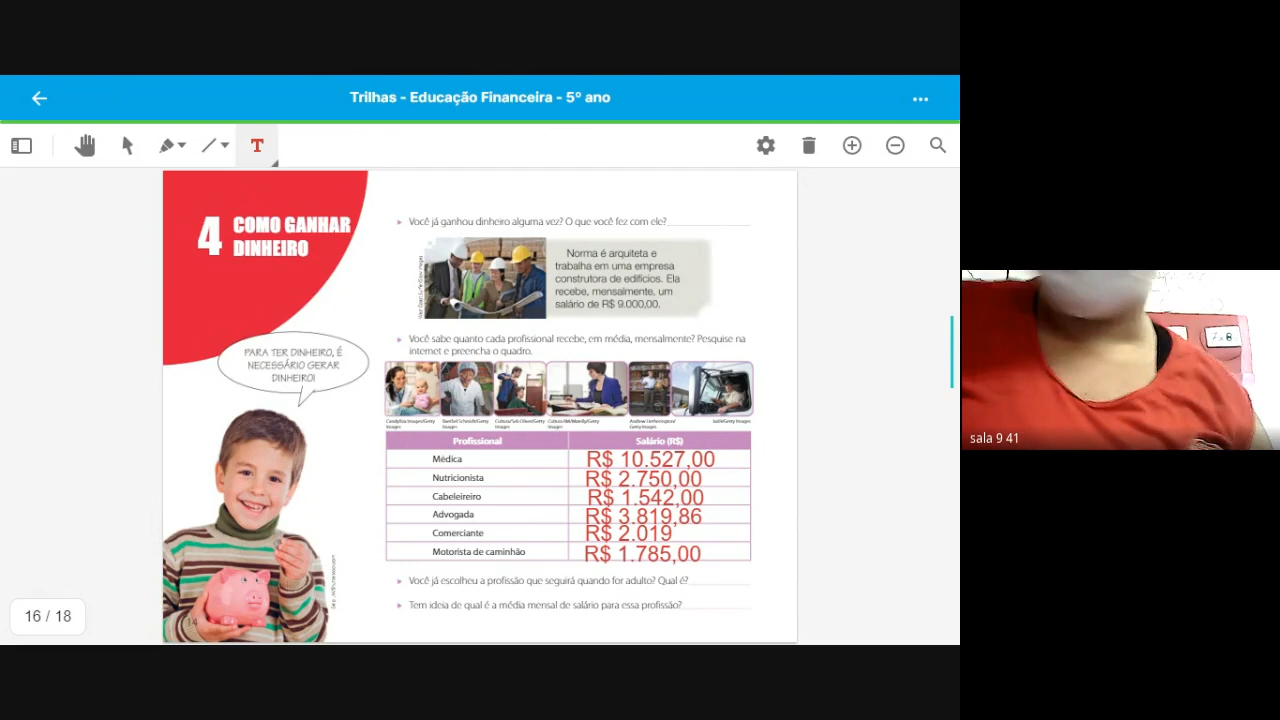 Trilhas - Educação Financeira - 5º ano
T
4 COMO GANHAR
DINHEIRO
PARA TER DINHEIRO, É
NECESSÁRIO GERAR
DINHEIRO!
Você já ganhou dinheiro alguma vez? O que você fez com ele?
Norma é arquiteta e
trabalha em uma empresa
construtora de edifícios. Ela
recebe, mensalmente, um
salário de R$ 9.000,00.
Você sabe quanto cada profissional recebe, em média, mensalmente? Pesquise na
internet e preencha o quadro.
Profissional Salário (R$)
Médica R$ 10.527,00
Nutricionista R$ 2.750,00
Cabeleireiro R$ 1.542,00
Advogada R$ 3.819,86
Comerciante R$ 2.019
Motorista de caminhão R$ 1.785,00
Você já escolheu a profissão que seguirá quando for adulto? Qual é?
Tem ideia de qual é a média mensal de salário para essa profissão?
14
16 / 18
7x8
sala 9 41